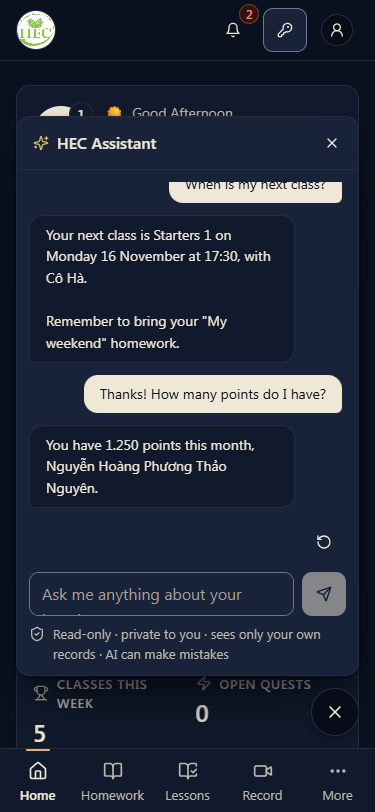 HEC
2
1
Good Afternoon
HEC Assistant
When is my next class?
Your next class is Starters 1 on
Monday 16 November at 17:30, with
Cô Hà.
Remember to bring your "My
weekend" homework.
Thanks! How many points do I have?
You have 1.250 points this month,
Nguyễn Hoàng Phương Thảo
Nguyên.
Ask me anything about your
Read-only · private to you · sees only your own
records · AI can make mistakes
CLASSES THIS
WEEK
5
OPEN QUESTS
0
Home
Homework
Lessons
Record
More